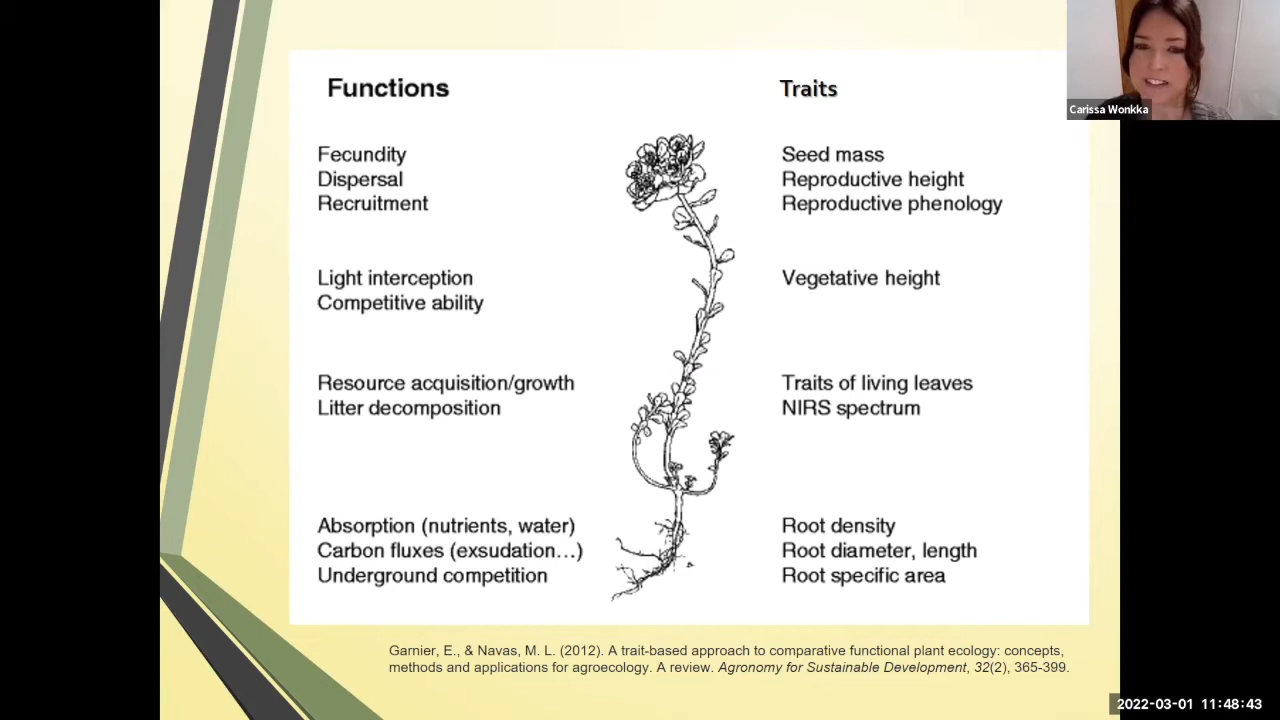 Functions
Traits
Carissa Wonkka
Fecundity
Dispersal
Recruitment
Seed mass
Reproductive height
Reproductive phenology
Light interception
Competitive ability
Vegetative height
Resource acquisition/growth
Litter decomposition
Traits of living leaves
NIRS spectrum
Absorption (nutrients, water)
Carbon fluxes (exsudation...)
Underground competition
Root density
Root diameter, length
Root specific area
Garnier, E., & Navas, M. L. (2012). A trait-based approach to comparative functional plant ecology: concepts,
methods and applications for agroecology. A review. Agronomy for Sustainable Development, 32(2), 365-399.
2022-03-01 11:48:43